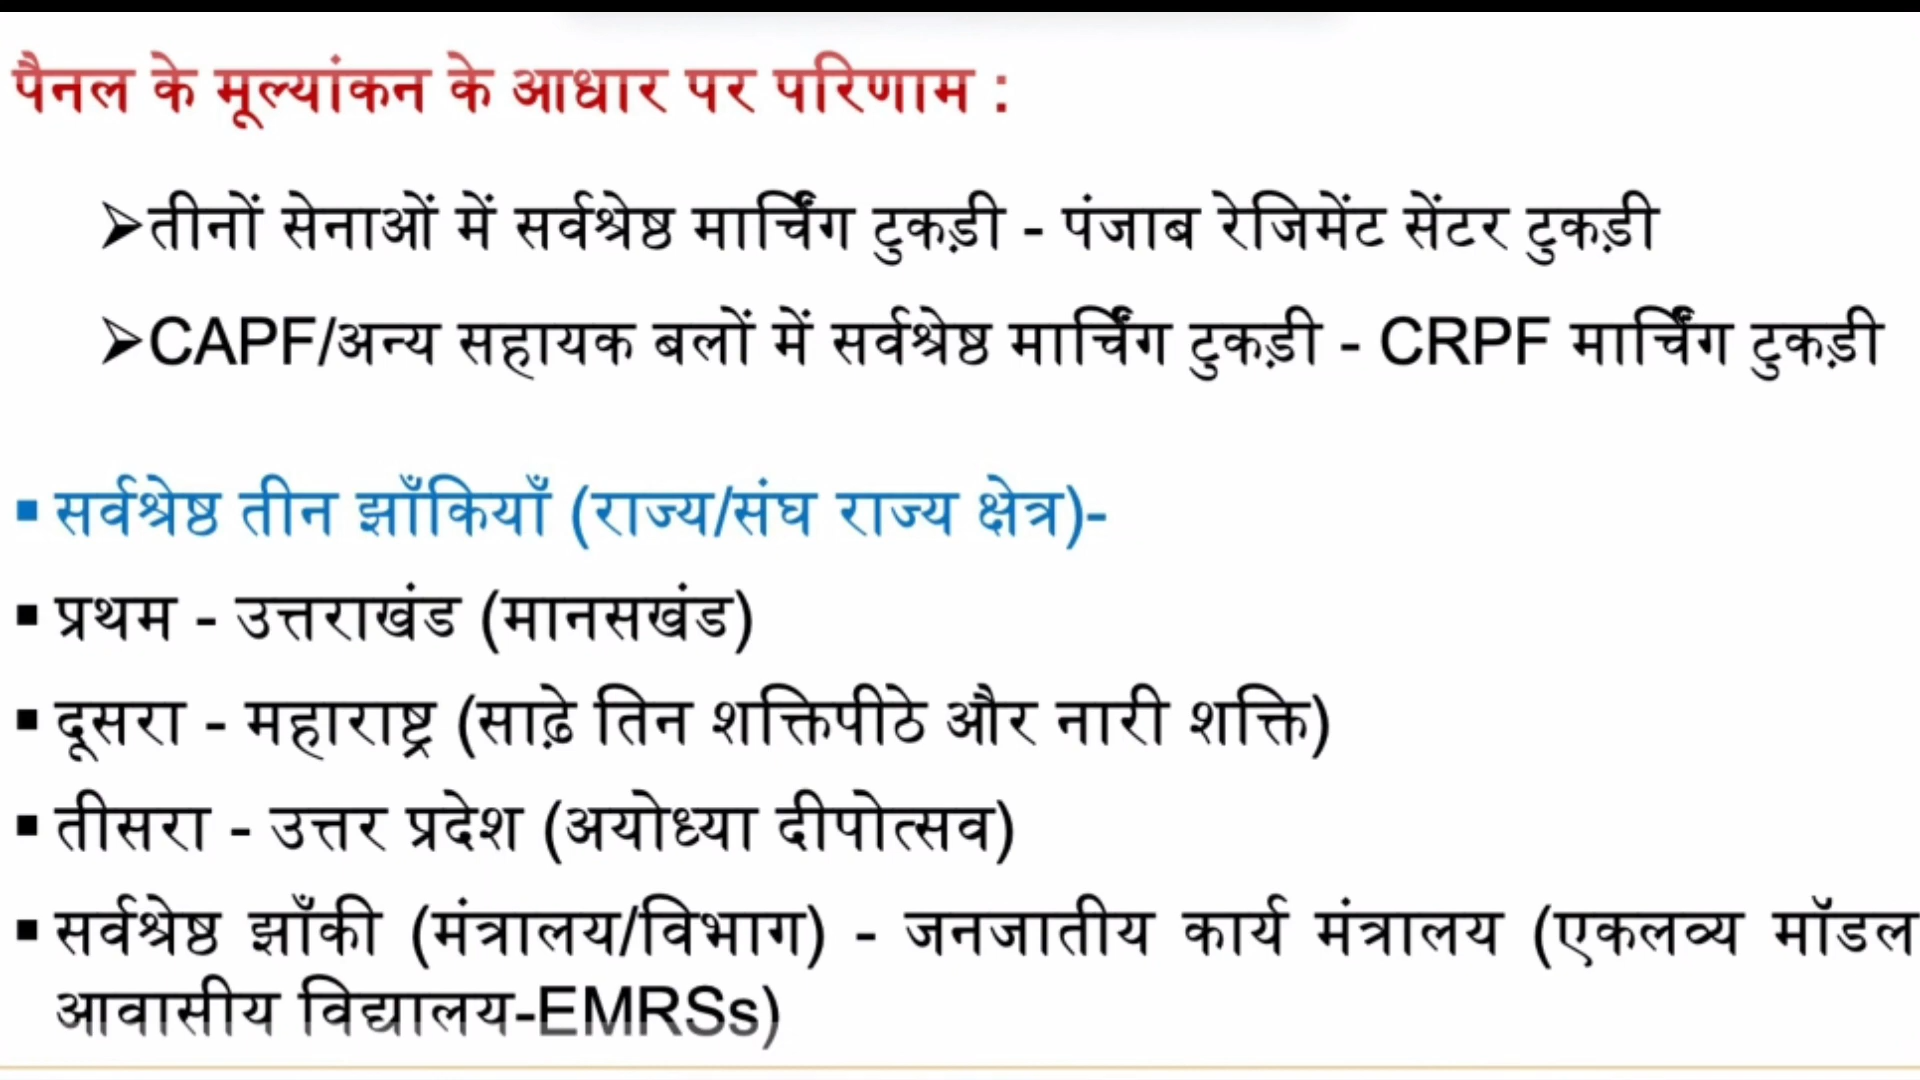 पैनल के मूल्यांकन के आधार पर परिणाम :
➢तीनों सेनाओं में सर्वश्रेष्ठ मार्चिंग टुकड़ी - पंजाब रेजिमेंट सेंटर टुकड़ी
➢CAPF/अन्य सहायक बलों में सर्वश्रेष्ठ मार्चिंग टुकड़ी - CRPF मार्चिंग टुकड़ी
▪ सर्वश्रेष्ठ तीन झाँकियाँ (राज्य/संघ राज्य क्षेत्र)-
▪ प्रथम - उत्तराखंड (मानसखंड)
▪ दूसरा - महाराष्ट्र (साढ़े तिन शक्तिपीठे और नारी शक्ति)
▪ तीसरा - उत्तर प्रदेश (अयोध्या दीपोत्सव)
▪ सर्वश्रेष्ठ झाँकी (मंत्रालय/विभाग) - जनजातीय कार्य मंत्रालय (एकलव्य मॉडल
आवासीय विद्यालय-EMRSs)